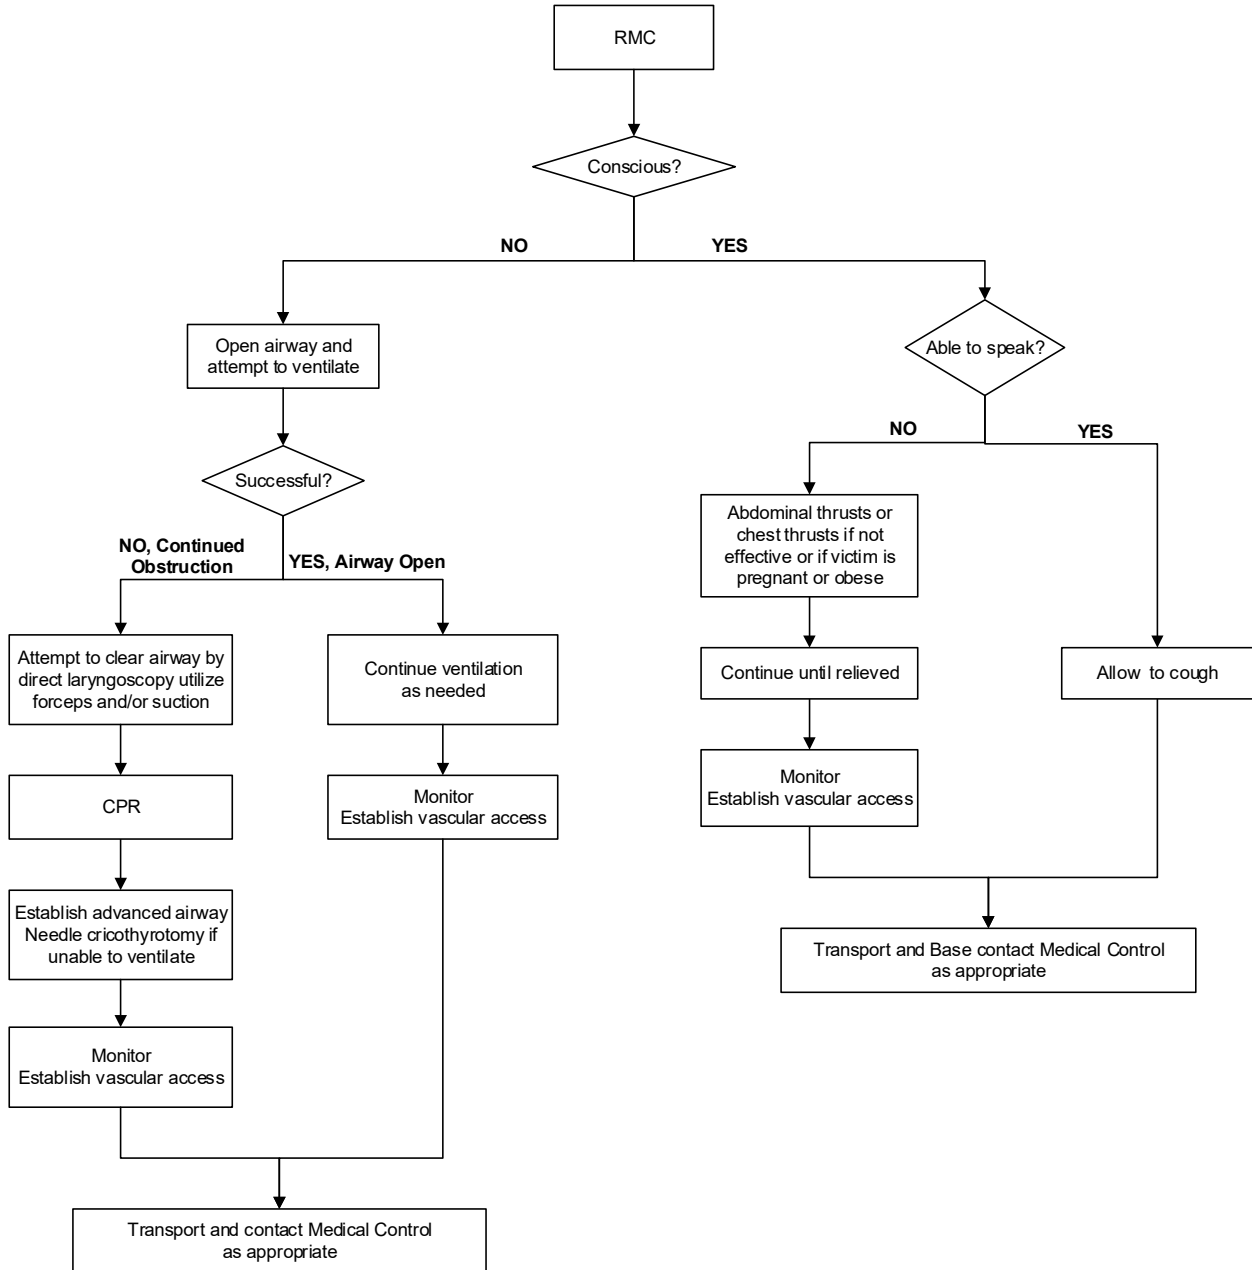 RMC
Conscious?
NO
YES
Open airway and
attempt to ventilate
Able to speak?
Successful?
NO
YES
NO, Continued
Obstruction
YES, Airway Open
Abdominal thrusts or
chest thrusts if not
effective or if victim is
pregnant or obese
Attempt to clear airway by
direct laryngoscopy utilize
forceps and/or suction
Continue ventilation
as needed
Continue until relieved
Allow to cough
CPR
Monitor
Establish vascular access
Monitor
Establish vascular access
Establish advanced airway
Needle cricothyrotomy if
unable to ventilate
Transport and Base contact Medical Control
as appropriate
Monitor
Establish vascular access
Transport and contact Medical Control
as appropriate